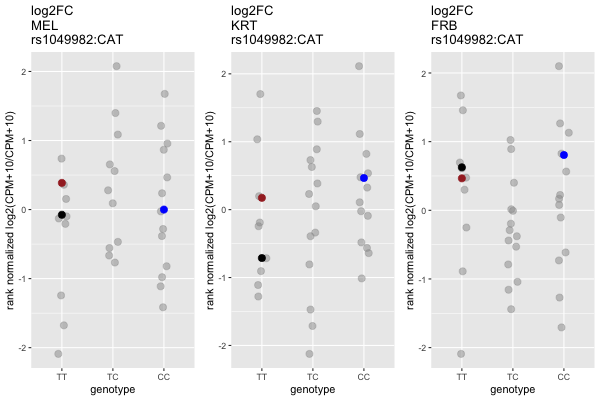 log2FC
MEL
rs1049982:CAT
rank normalized log2(CPM+10/CPM+10)
2
1
0
-1
-2
TT
TC
CC
genotype
log2FC
KRT
rs1049982:CAT
rank normalized log2(CPM+10/CPM+10)
2
1
0
-1
-2
TT
TC
CC
genotype
log2FC
FRB
rs1049982:CAT
rank normalized log2(CPM+10/CPM+10)
2
1
0
-1
-2
TT
TC
CC
genotype